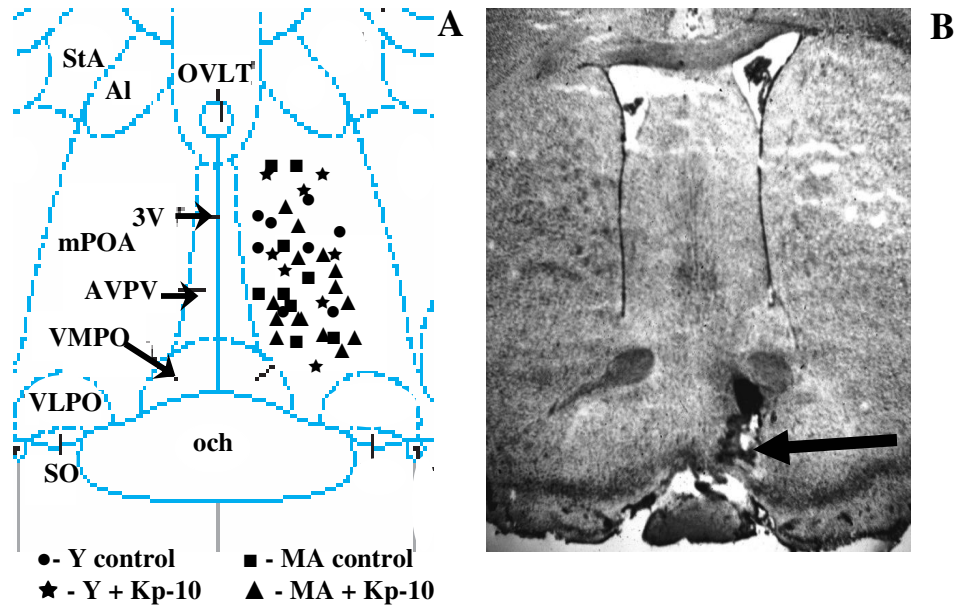 A
B
StA
Al
OVLT
3V
mPOA
AVPV
VMPO
VLPO
och
SO
- Y control
- MA control
- Y + Kp-10
- MA + Kp-10